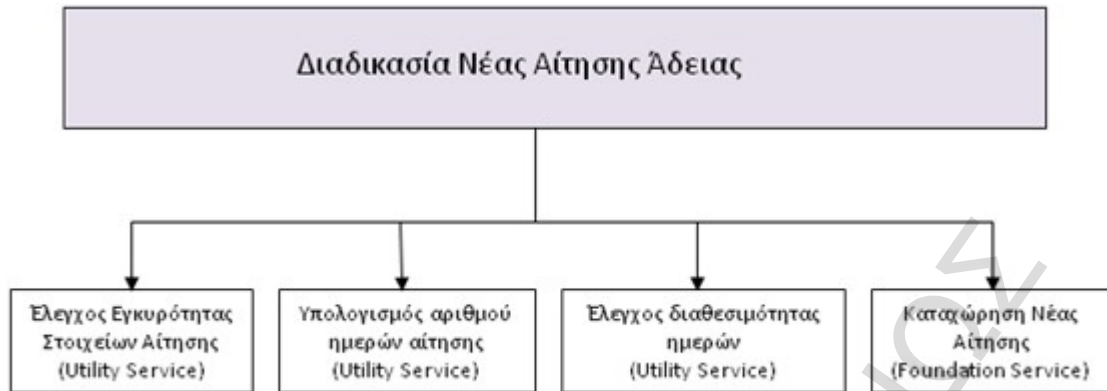 Διαδικασία Νέας Αίτησης Άδειας
Έλεγχος Εγκυρότητας
Στοιχείων Αίτησης
(Utility Service)
Υπολογισμός αριθμού
ημερών αίτησης
(Utility Service)
Έλεγχος διαθεσιμότητας
ημερών
(Utility Service)
Καταχώρηση Νέας
Αίτησης
(Foundation Service)